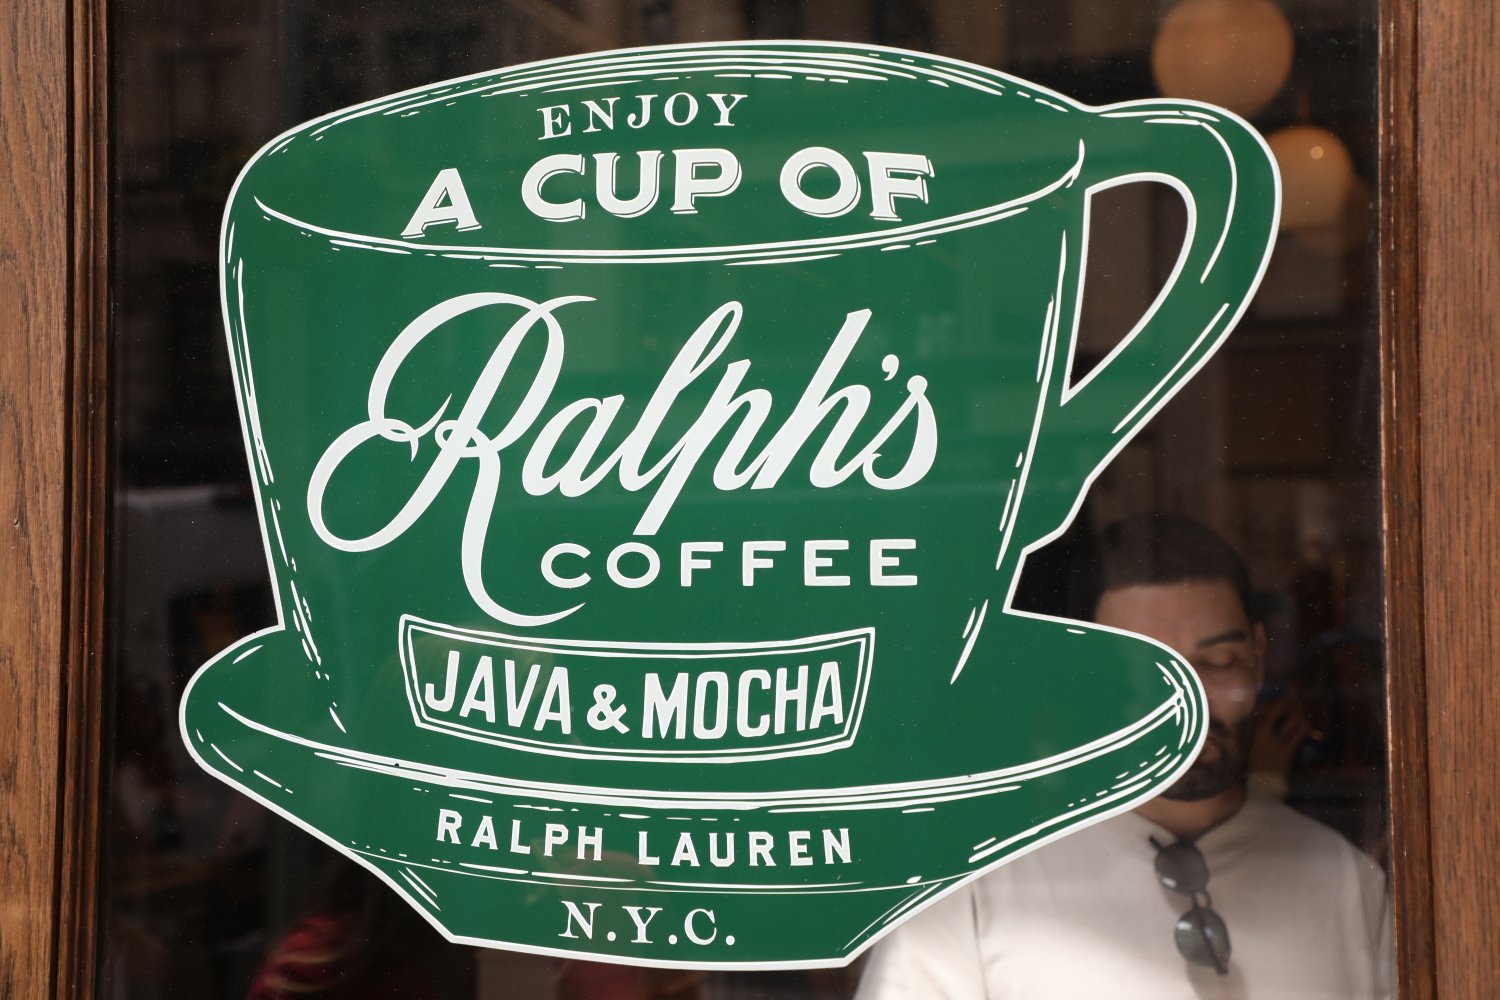 ENJOY
A CUP OF
Ralph's
COFFEE
JAVA & MOCHA
RALPH LAUREN
N.Y.C.